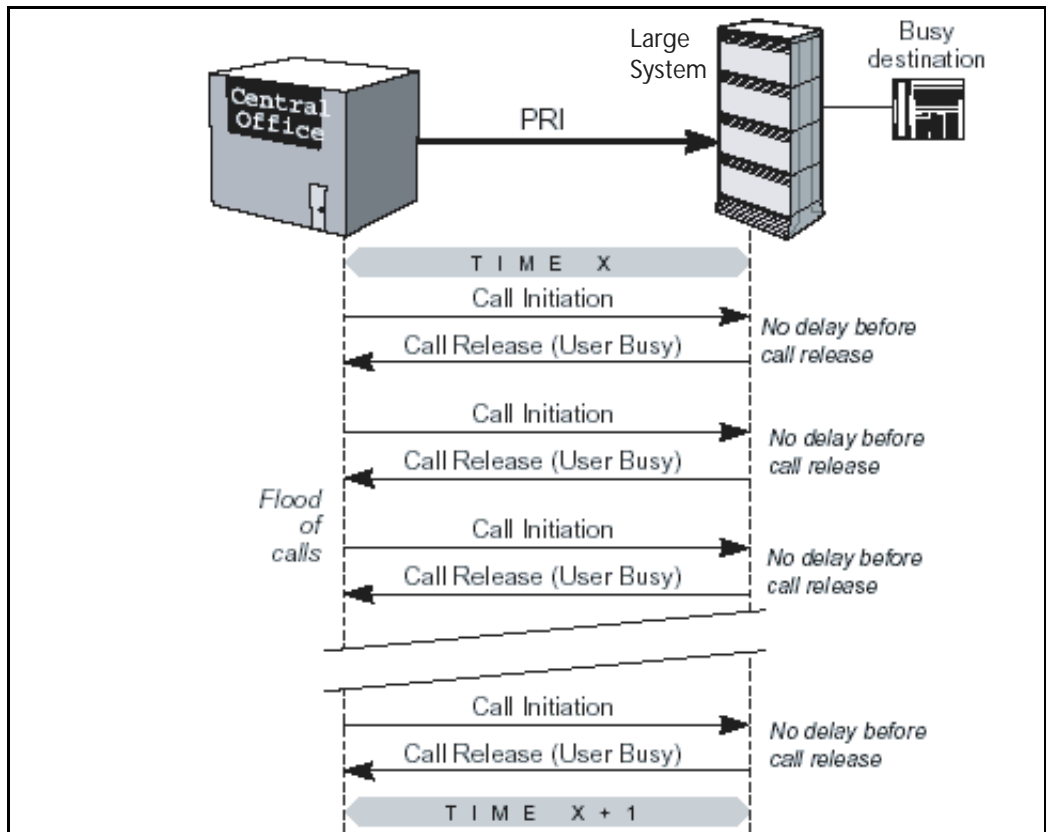 Large
System
Busy
destination
Central
Office
PRI
TIME X
Call Initiation
No delay before
call release
Call Release (User Busy)
Call Initiation
No delay before
call release
Call Release (User Busy)
Flood
of
calls
Call Initiation
No delay before
call release
Call Release (User Busy)
Call Initiation
No delay before
call release
Call Release (User Busy)
TIME X + 1